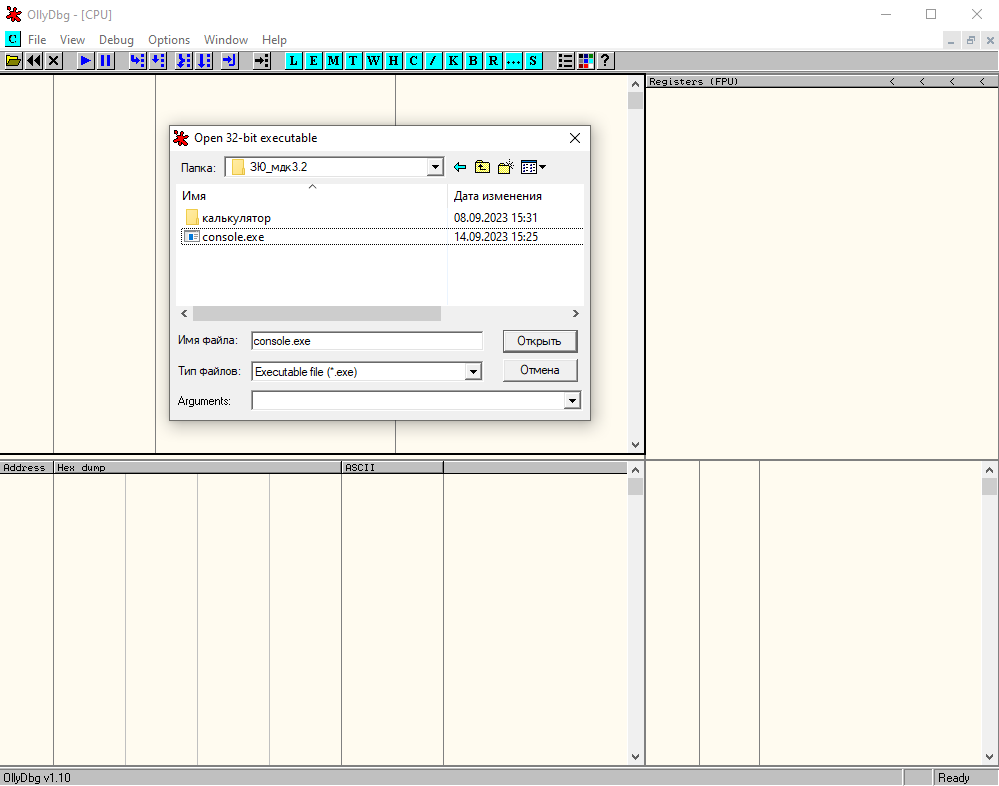 OllyDbg - [CPU]
C File View Debug Options Window Help
L E M T W H C / K B R ... S ?
Registers (FPU) < < < <
Open 32-bit executable
Папка: ЗЮ_мдк3.2
Имя Дата изменения
калькулятор 08.09.2023 15:31
console.exe 14.09.2023 15:25
Имя файла: console.exe Открыть
Тип файлов: Executable file (*.exe) Отмена
Arguments:
Address Hex dump ASCII
OllyDbg v1.10 Ready